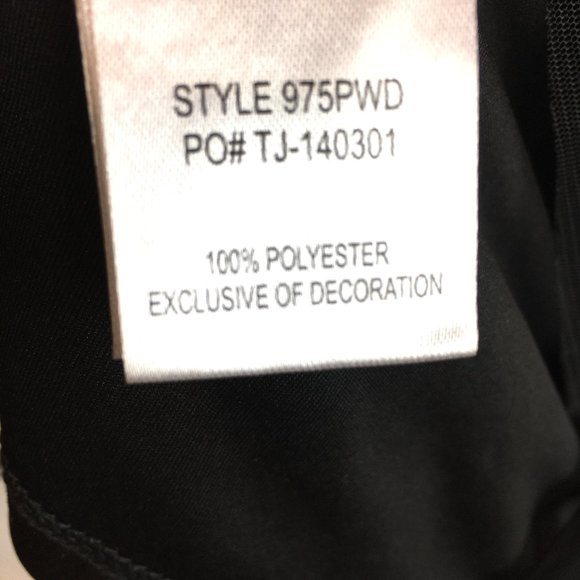 STYLE 975PWD
PO# TJ-140301
100% POLYESTER
EXCLUSIVE OF DECORATION